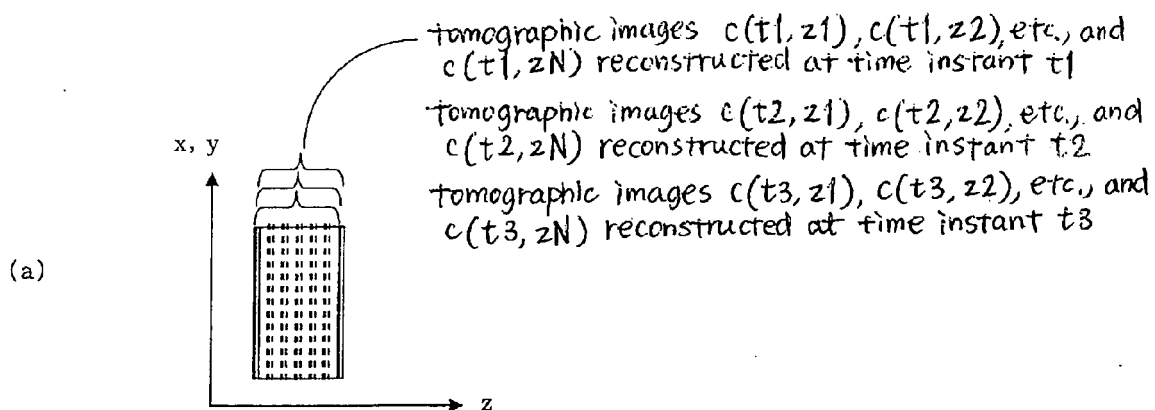 tomographic images c(t1, z1), c(t1, z2), etc., and
c(t1, zN) reconstructed at time instant t1
tomographic images c(t2, z1), c(t2, z2), etc., and
c(t2, zN) reconstructed at time instant t2
tomographic images c(t3, z1), c(t3, z2), etc., and
c(t3, zN) reconstructed at time instant t3
x, y
(a)
z